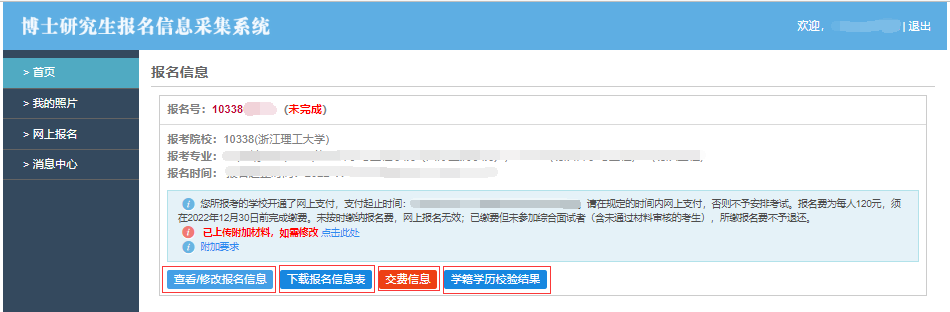 博士研究生报名信息采集系统
欢迎， | 退出
> 首页
> 我的照片
> 网上报名
> 消息中心
报名信息
报名号：10338 （未完成）
报考院校：10338(浙江理工大学)
报考专业：
报名时间：
您所报考的学校开通了网上支付，支付起止时间： 请在规定的时间内网上支付，否则不予安排考试。报名费为每人120元，须
在2022年12月30日前完成缴费。未按时缴纳报名费，网上报名无效；已缴费但未参加综合面试者（含未通过材料审核的考生），所缴报名费不予退还。
已上传附加材料，如需修改 点击此处
附加要求
查看/修改报名信息 下载报名信息表 交费信息 学籍学历校验结果